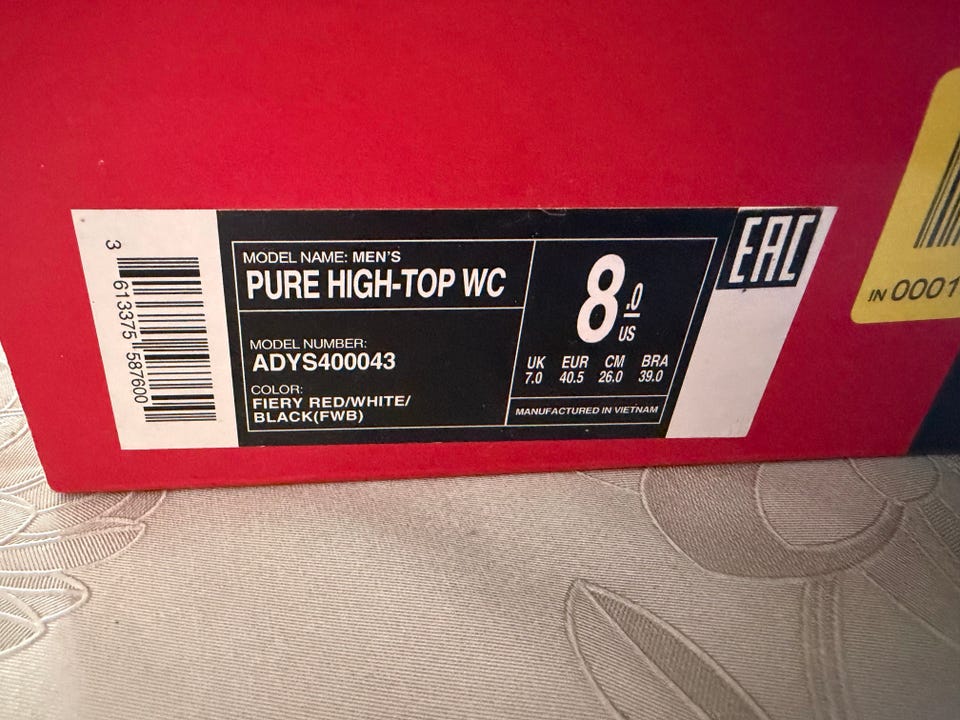 3 613375 587600
MODEL NAME: MEN'S
PURE HIGH-TOP WC
MODEL NUMBER:
ADYS400043
COLOR:
FIERY RED/WHITE/
BLACK(FWB)
8.0
US
UK EUR CM BRA
7.0 40.5 26.0 39.0
MANUFACTURED IN VIETNAM
EAC
IN 0001